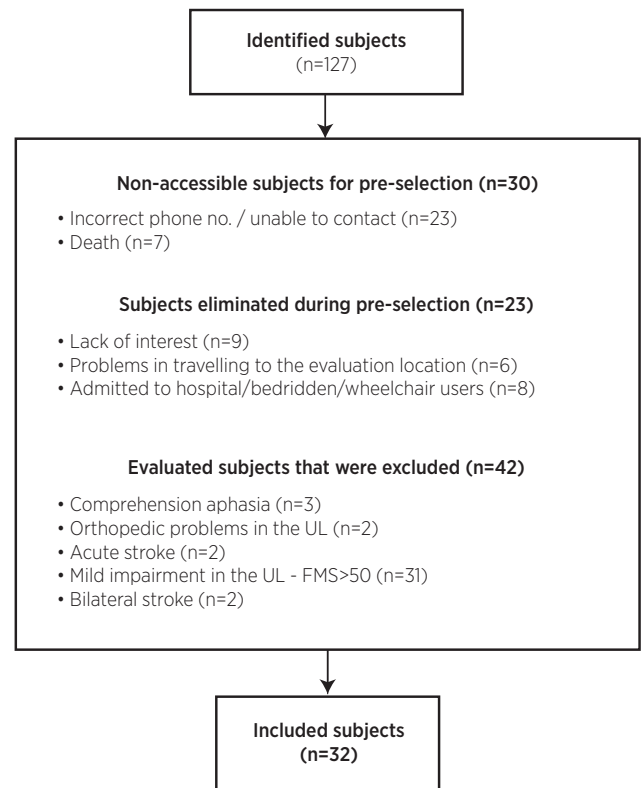 Identified subjects
(n=127)
Non-accessible subjects for pre-selection (n=30)
• Incorrect phone no. / unable to contact (n=23)
• Death (n=7)
Subjects eliminated during pre-selection (n=23)
• Lack of interest (n=9)
• Problems in travelling to the evaluation location (n=6)
• Admitted to hospital/bedridden/wheelchair users (n=8)
Evaluated subjects that were excluded (n=42)
• Comprehension aphasia (n=3)
• Orthopedic problems in the UL (n=2)
• Acute stroke (n=2)
• Mild impairment in the UL - FMS>50 (n=31)
• Bilateral stroke (n=2)
Included subjects
(n=32)